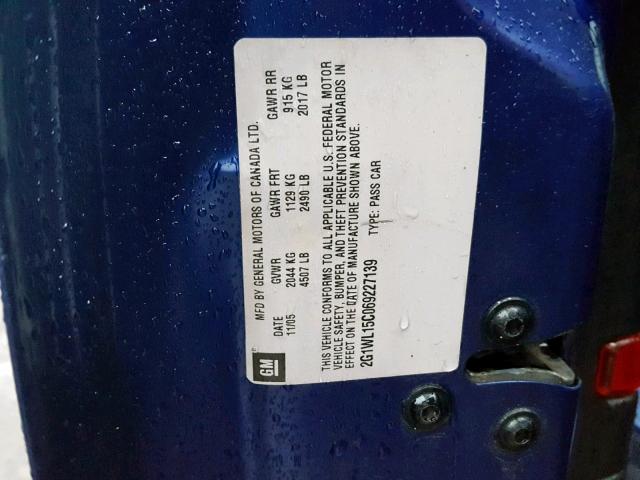 GM
MFD BY GENERAL MOTORS OF CANADA LTD.
DATE GVWR GAWR FRT GAWR RR
11/05 2044 KG 1129 KG 915 KG
4507 LB 2490 LB 2017 LB
THIS VEHICLE CONFORMS TO ALL APPLICABLE U.S. FEDERAL MOTOR
VEHICLE SAFETY, BUMPER, AND THEFT PREVENTION STANDARDS IN
EFFECT ON THE DATE OF MANUFACTURE SHOWN ABOVE.
2G1WL15C069227139 TYPE: PASS CAR